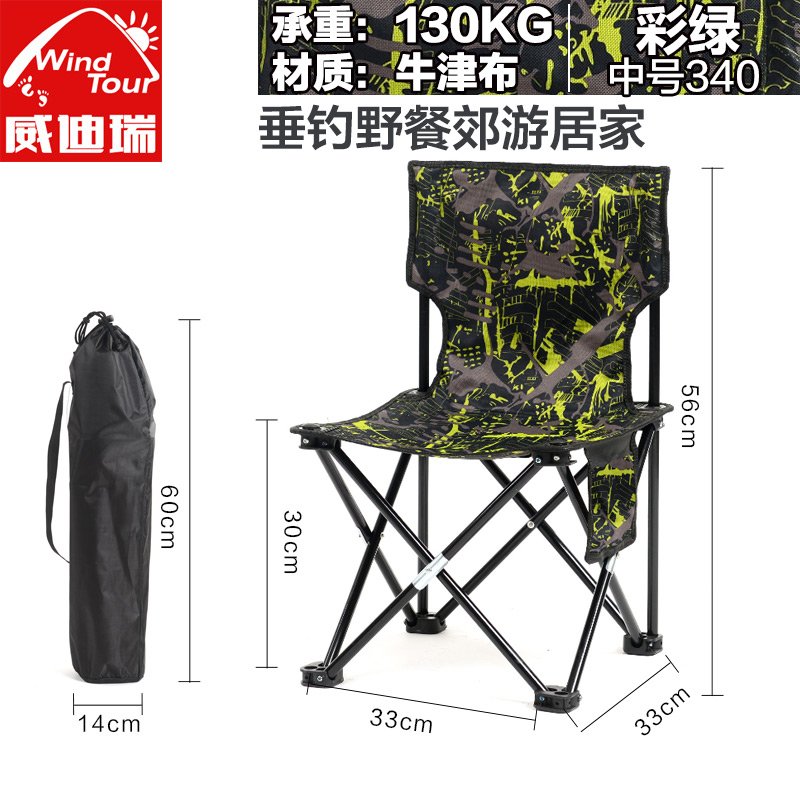 Wind
Tour
威迪瑞
承重：130KG
材质：牛津布
彩绿
中号340
垂钓野餐郊游居家
60cm
14cm
30cm
56cm
33cm
33cm